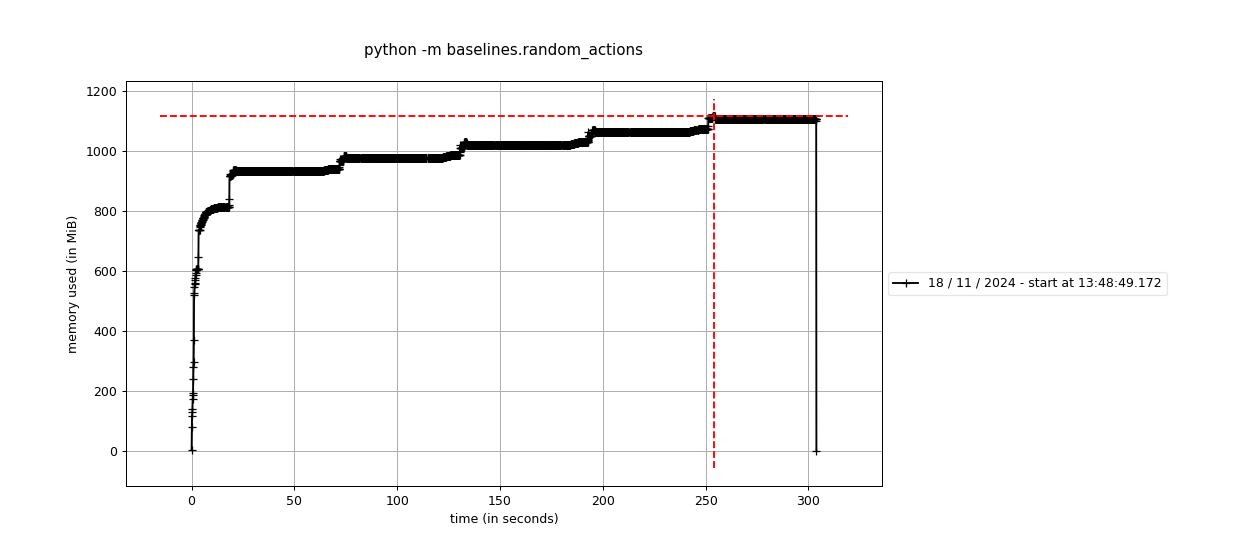 python -m baselines.random_actions
1200
1000
800
600
400
200
0
memory used (in MiB)
0 50 100 150 200 250 300
time (in seconds)
18 / 11 / 2024 - start at 13:48:49.172